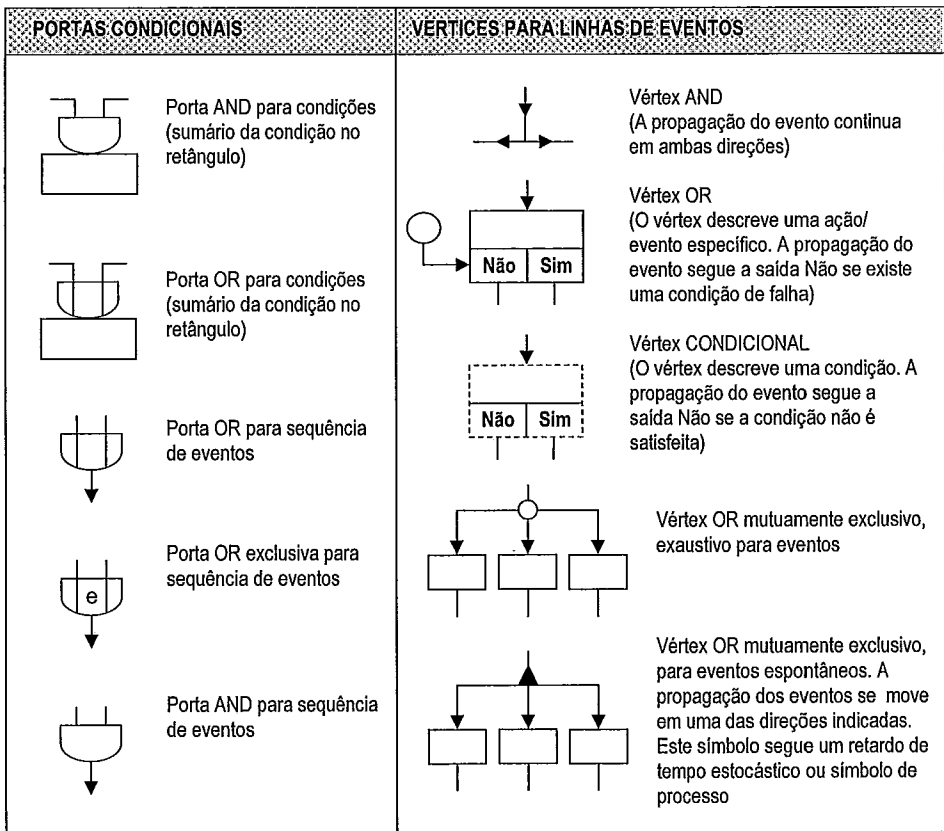 PORTAS CONDICIONAIS
Porta AND para condições
(sumário da condição no
retângulo)
Porta OR para condições
(sumário da condição no
retângulo)
Porta OR para sequência
de eventos
e
Porta OR exclusiva para
sequência de eventos
Porta AND para sequência
de eventos
VERTICES PARA LINHAS DE EVENTOS
Vértex AND
(A propagação do evento continua
em ambas direções)
Não Sim
Vértex OR
(O vértex descreve uma ação/
evento específico. A propagação do
evento segue a saída Não se existe
uma condição de falha)
Não Sim
Vértex CONDICIONAL
(O vértex descreve uma condição. A
propagação do evento segue a
saída Não se a condição não é
satisfeita)
Vértex OR mutuamente exclusivo,
exaustivo para eventos
Vértex OR mutuamente exclusivo,
para eventos espontâneos. A
propagação dos eventos se move
em uma das direções indicadas.
Este símbolo segue um retardo de
tempo estocástico ou símbolo de
processo